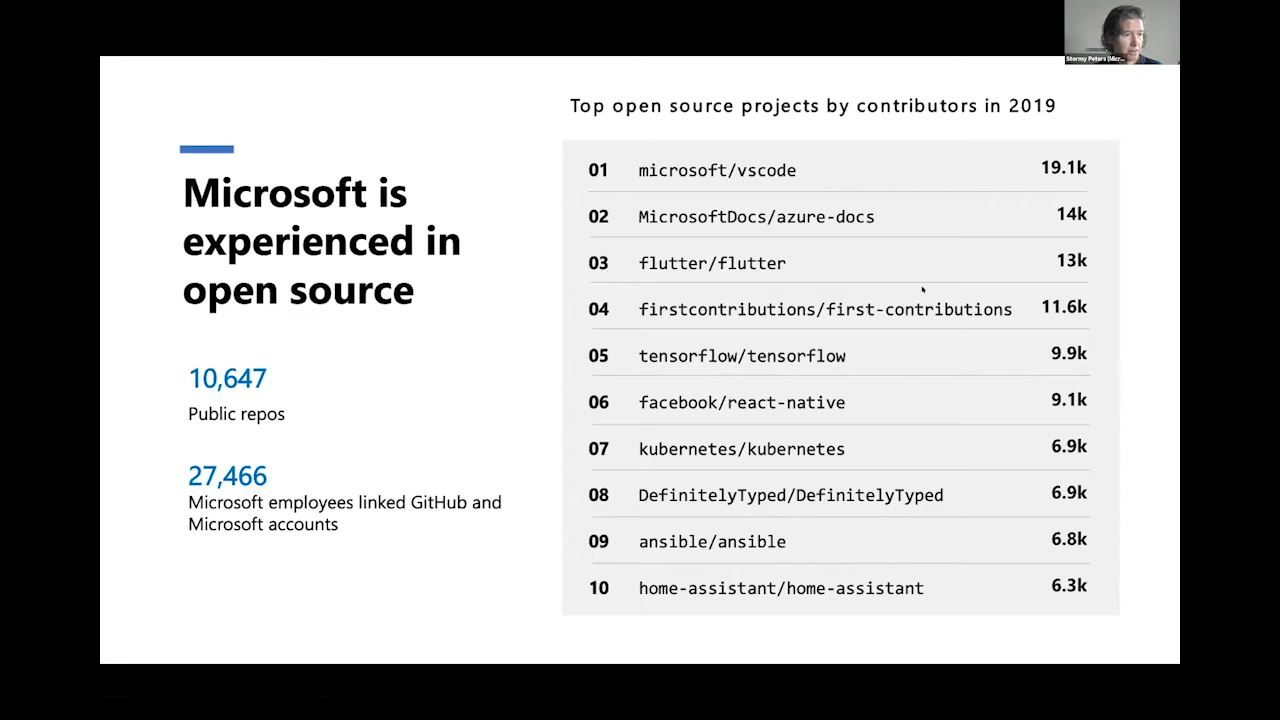 Stormy Peters (Micr...
Microsoft is
experienced in
open source
10,647
Public repos
27,466
Microsoft employees linked GitHub and
Microsoft accounts
Top open source projects by contributors in 2019
01 microsoft/vscode 19.1k
02 MicrosoftDocs/azure-docs 14k
03 flutter/flutter 13k
04 firstcontributions/first-contributions 11.6k
05 tensorflow/tensorflow 9.9k
06 facebook/react-native 9.1k
07 kubernetes/kubernetes 6.9k
08 DefinitelyTyped/DefinitelyTyped 6.9k
09 ansible/ansible 6.8k
10 home-assistant/home-assistant 6.3k